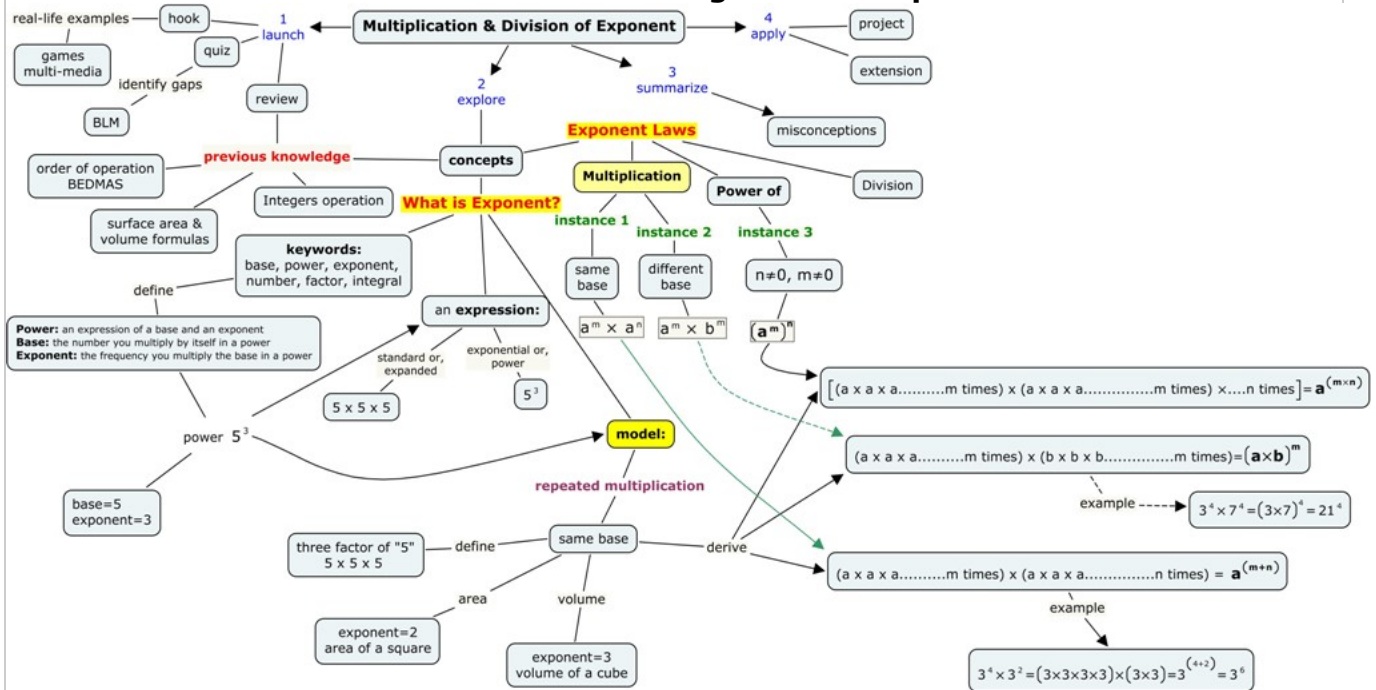 Multiplication & Division of Exponent
real-life examples
hook
1
launch
4
apply
project
games
multi-media
quiz
identify gaps
BLM
review
2
explore
3
summarize
extension
misconceptions
Exponent Laws
previous knowledge
concepts
order of operation
BEDMAS
surface area &
volume formulas
Integers operation
What is Exponent?
Multiplication
Power of
Division
instance 1
instance 2
instance 3
same
base
different
base
n≠0, m≠0
aᵐ × aⁿ
aᵐ × bᵐ
(aᵐ)ⁿ
keywords:
base, power, exponent,
number, factor, integral
define
Power: an expression of a base and an exponent
Base: the number you multiply by itself in a power
Exponent: the frequency you multiply the base in a power
an expression:
standard or,
expanded
exponential or,
power
5 x 5 x 5
5³
power 5³
base=5
exponent=3
model:
repeated multiplication
same base
define
three factor of "5"
5 x 5 x 5
area
exponent=2
area of a square
volume
exponent=3
volume of a cube
derive
[(a x a x a.........m times) x (a x a x a...............m times) ×....n times]= a^(m×n)
(a x a x a..........m times) x (b x b x b...............m times)=(a×b)^m
example
3⁴ × 7⁴ = (3×7)⁴ = 21⁴
(a x a x a..........m times) x (a x a x a...............n times) = a^(m+n)
example
3⁴ × 3² = (3×3×3×3)×(3×3)=3^(4+2) = 3⁶